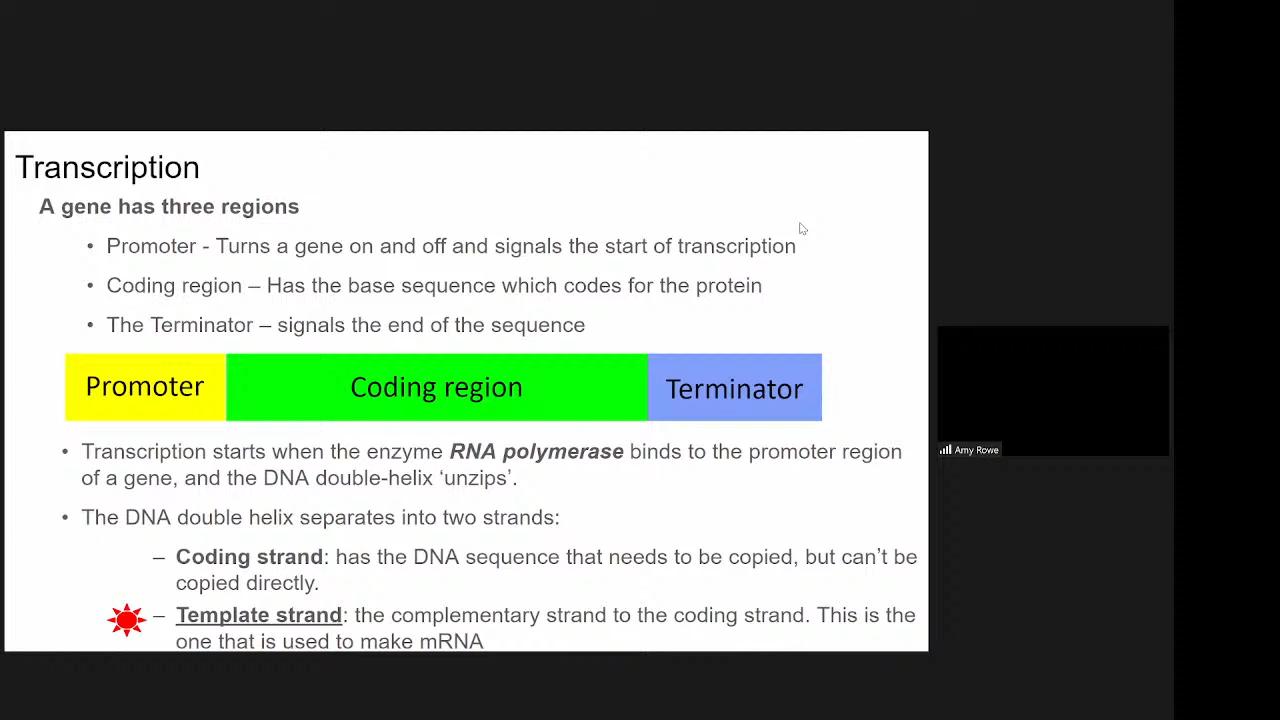 Transcription
A gene has three regions
• Promoter - Turns a gene on and off and signals the start of transcription
• Coding region – Has the base sequence which codes for the protein
• The Terminator – signals the end of the sequence
Promoter Coding region Terminator
• Transcription starts when the enzyme RNA polymerase binds to the promoter region
of a gene, and the DNA double-helix ‘unzips’.
• The DNA double helix separates into two strands:
– Coding strand: has the DNA sequence that needs to be copied, but can’t be
copied directly.
– Template strand: the complementary strand to the coding strand. This is the
one that is used to make mRNA
Amy Rowe